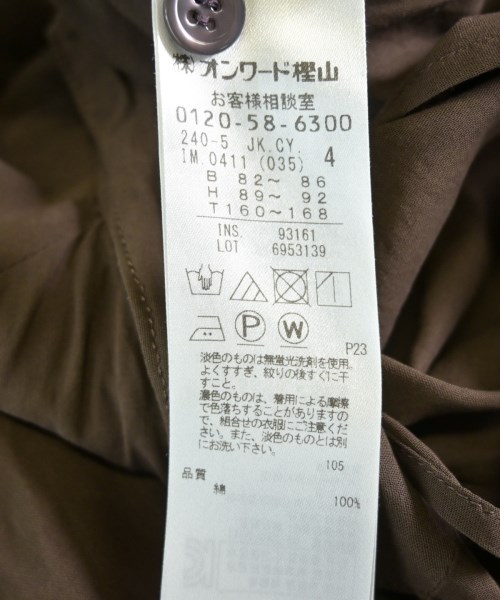 ㈱オンワード樫山
お客様相談室
0120-58-6300
240-5 JK.CY.
IM.0411 (035) 4
B 82～ 86
H 89～ 92
T160～168
INS. 93161
LOT 6953139
P
W
P23
淡色のものは無蛍光洗剤を使用。
よくすすぎ、絞りの後すぐに干
すこと。
濃色のものは、着用による摩擦
で色落ちすることがありますの
で、組合せの衣服にご注意くだ
さい。また、淡色のものとは別
にお洗い下さい。
105
品質
綿 100%